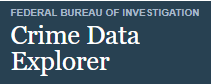 FEDERAL BUREAU OF INVESTIGATION
Crime Data
Explorer